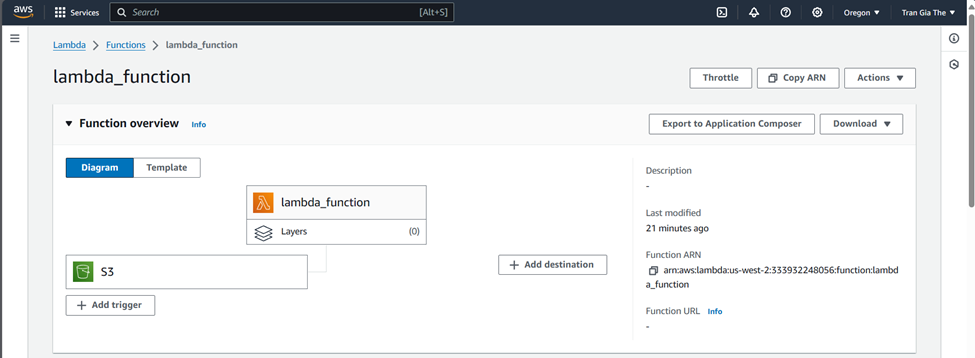 aws
Services
Search
[Alt+S]
Oregon
Tran Gia The
Lambda
Functions
lambda_function
lambda_function
Throttle
Copy ARN
Actions
Function overview
Info
Export to Application Composer
Download
Diagram
Template
lambda_function
Layers
(0)
S3
+ Add trigger
+ Add destination
Description
-
Last modified
21 minutes ago
Function ARN
arn:aws:lambda:us-west-2:333932248056:function:lambd
a_function
Function URL
Info
-